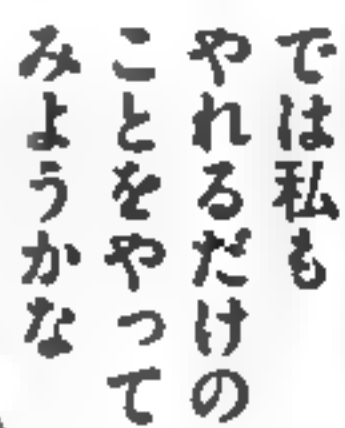 では私も
やれるだけの
ことをやって
みようかな